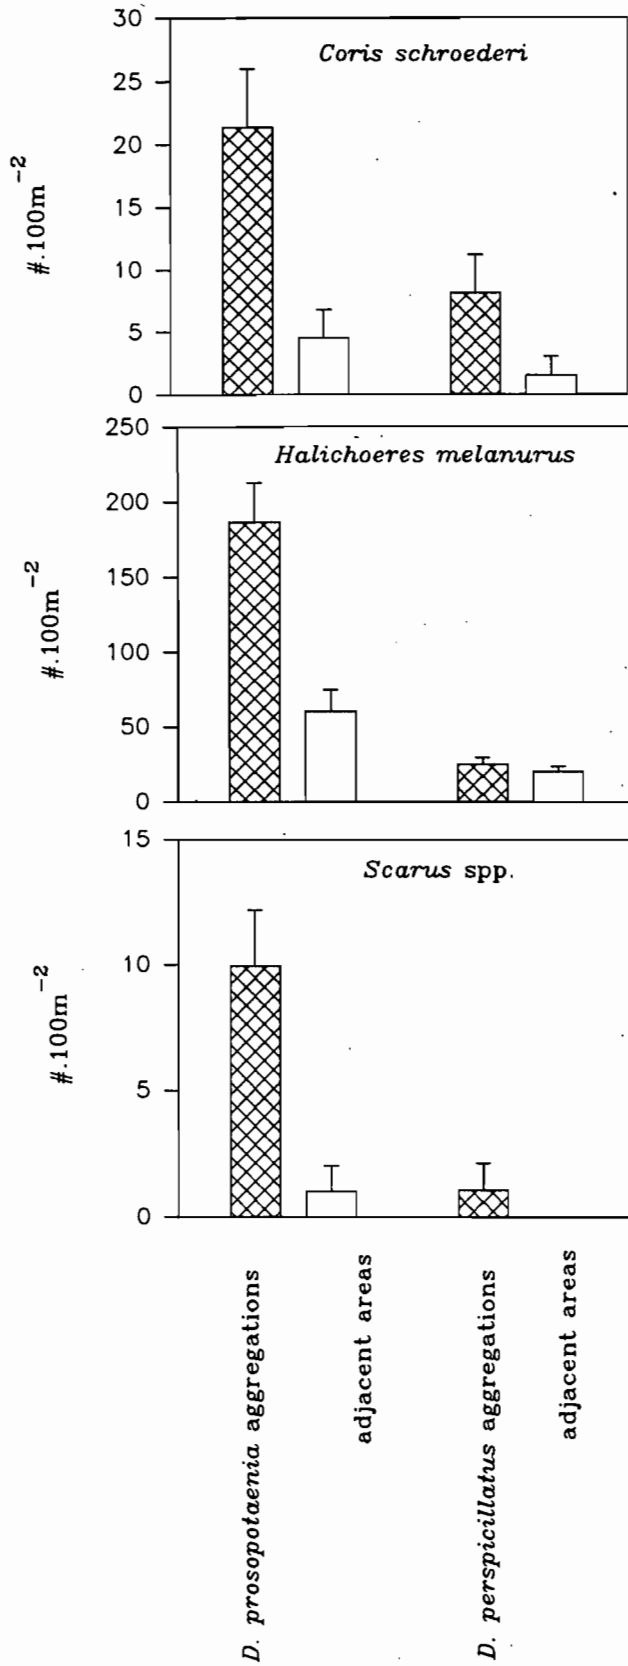 Coris schroederi
30
25
20
15
10
5
0
#.100m⁻²
Halichoeres melanurus
250
200
150
100
50
0
#.100m⁻²
Scarus spp.
15
10
5
0
#.100m⁻²
D. prosopotaenia aggregations
adjacent areas
D. perspicillatus aggregations
adjacent areas